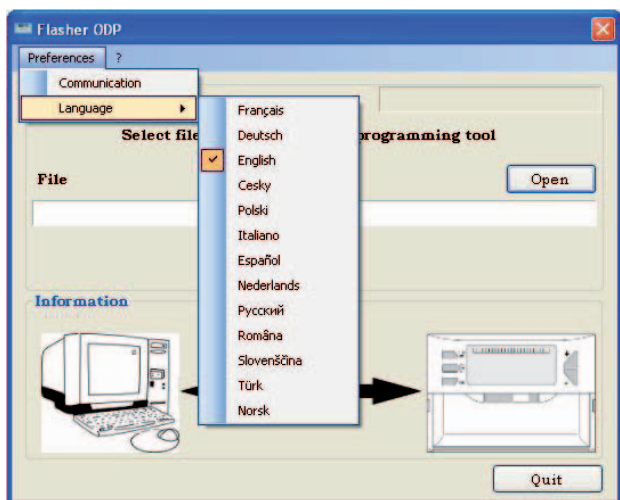 Flasher ODP
Preferences ?
Communication
Language
Français
Deutsch
English
Cesky
Polski
Italiano
Español
Nederlands
Русский
Româna
Slovenščina
Türk
Norsk
Select file rogramming tool
File
Open
Information
Quit